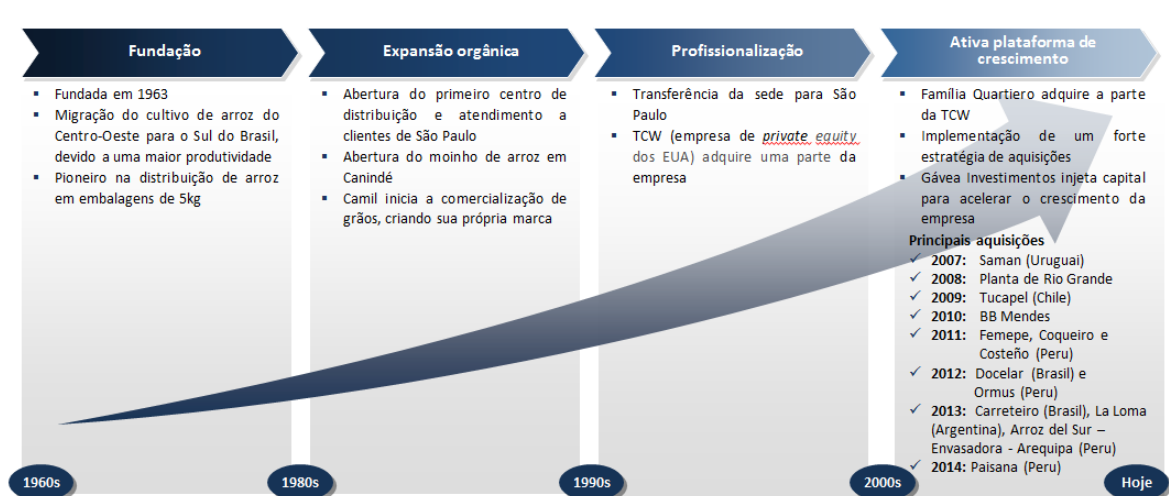 Fundação
Fundada em 1963
Migração do cultivo de arroz do
Centro-Oeste para o Sul do Brasil,
devido a uma maior produtividade
Pioneiro na distribuição de arroz
em embalagens de 5kg
Expansão orgânica
Abertura do primeiro centro de
distribuição e atendimento a
clientes de São Paulo
Abertura do moinho de arroz em
Canindé
Camil inicia a comercialização de
grãos, criando sua própria marca
Profissionalização
Transferência da sede para São
Paulo
TCW (empresa de private equity
dos EUA) adquire uma parte da
empresa
Ativa plataforma de
crescimento
Família Quartiero adquire a parte
da TCW
Implementação de um forte
estratégia de aquisições
Gávea Investimentos injeta capital
para acelerar o crescimento da
empresa
Principais aquisições
✓ 2007: Saman (Uruguai)
✓ 2008: Planta de Rio Grande
✓ 2009: Tucapel (Chile)
✓ 2010: BB Mendes
✓ 2011: Femepe, Coqueiro e
Costeño (Peru)
✓ 2012: Docelar (Brasil) e
Ormus (Peru)
✓ 2013: Carreteiro (Brasil), La Loma
(Argentina), Arroz del Sur –
Envasadora - Arequipa (Peru)
✓ 2014: Paisana (Peru)
1960s
1980s
1990s
2000s
Hoje